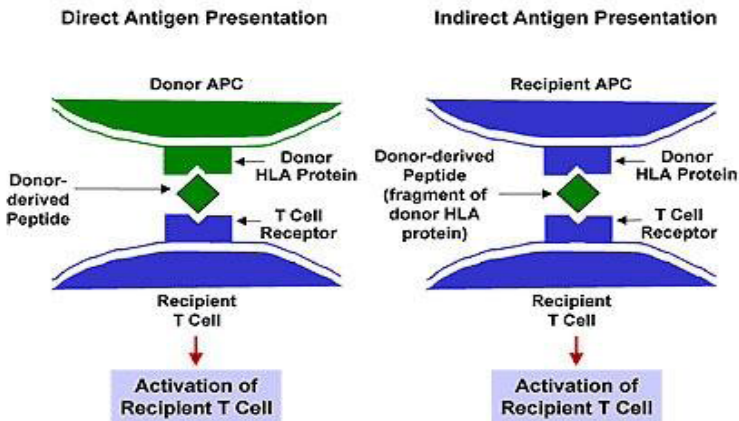 Direct Antigen Presentation
Donor APC
Donor
HLA Protein
Donor-
derived
Peptide
T Cell
Receptor
Recipient
T Cell
Activation of
Recipient T Cell
Indirect Antigen Presentation
Recipient APC
Donor
HLA Protein
Donor-derived
Peptide
(fragment of
donor HLA
protein)
T Cell
Receptor
Recipient
T Cell
Activation of
Recipient T Cell